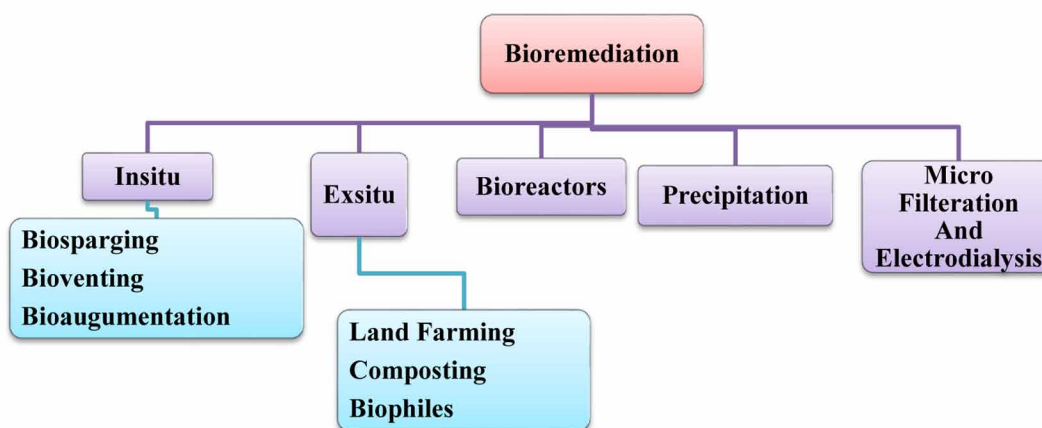 Bioremediation
Insitu
Exsitu
Bioreactors
Precipitation
Micro
Filteration
And
Electrodialysis
Biosparging
Bioventing
Bioaugumentation
Land Farming
Composting
Biophiles